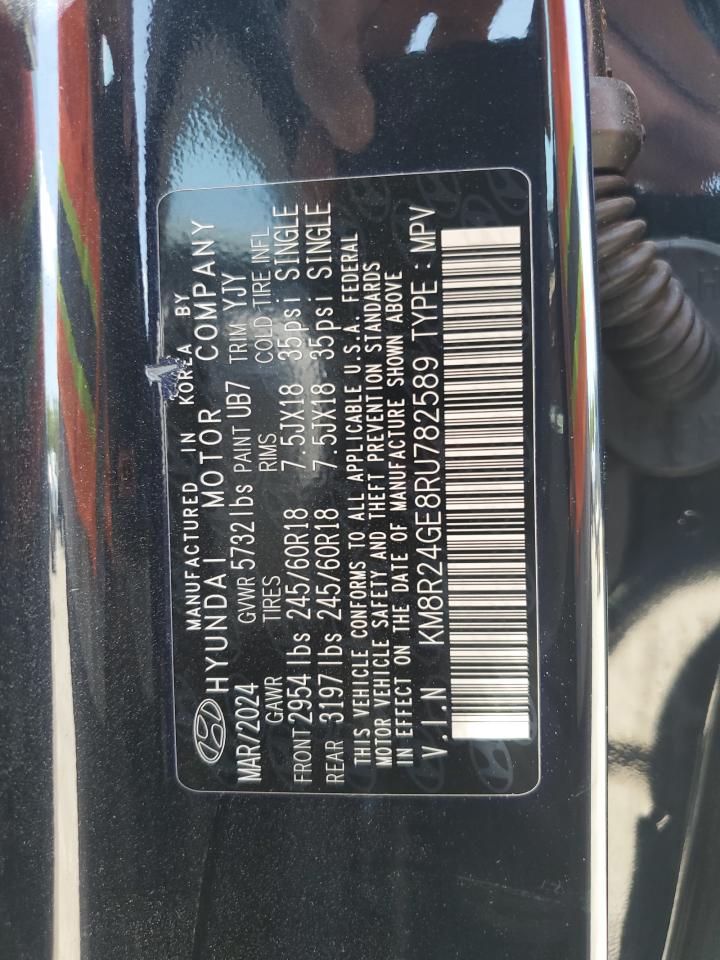 MANUFACTURED IN KOREA BY
HYUNDAI MOTOR COMPANY
MAR/2024 GVWR 5732 lbs PAINT UB7 TRIM YJY
GAWR TIRES RIMS COLD TIRE INFL
FRONT 2954 lbs 245/60R18 7.5JX18 35psi SINGLE
REAR 3197 lbs 245/60R18 7.5JX18 35psi SINGLE
THIS VEHICLE CONFORMS TO ALL APPLICABLE U.S.A. FEDERAL
MOTOR VEHICLE SAFETY AND THEFT PREVENTION STANDARDS
IN EFFECT ON THE DATE OF MANUFACTURE SHOWN ABOVE
V.I.N KM8R24GE8RU782589 TYPE : MPV